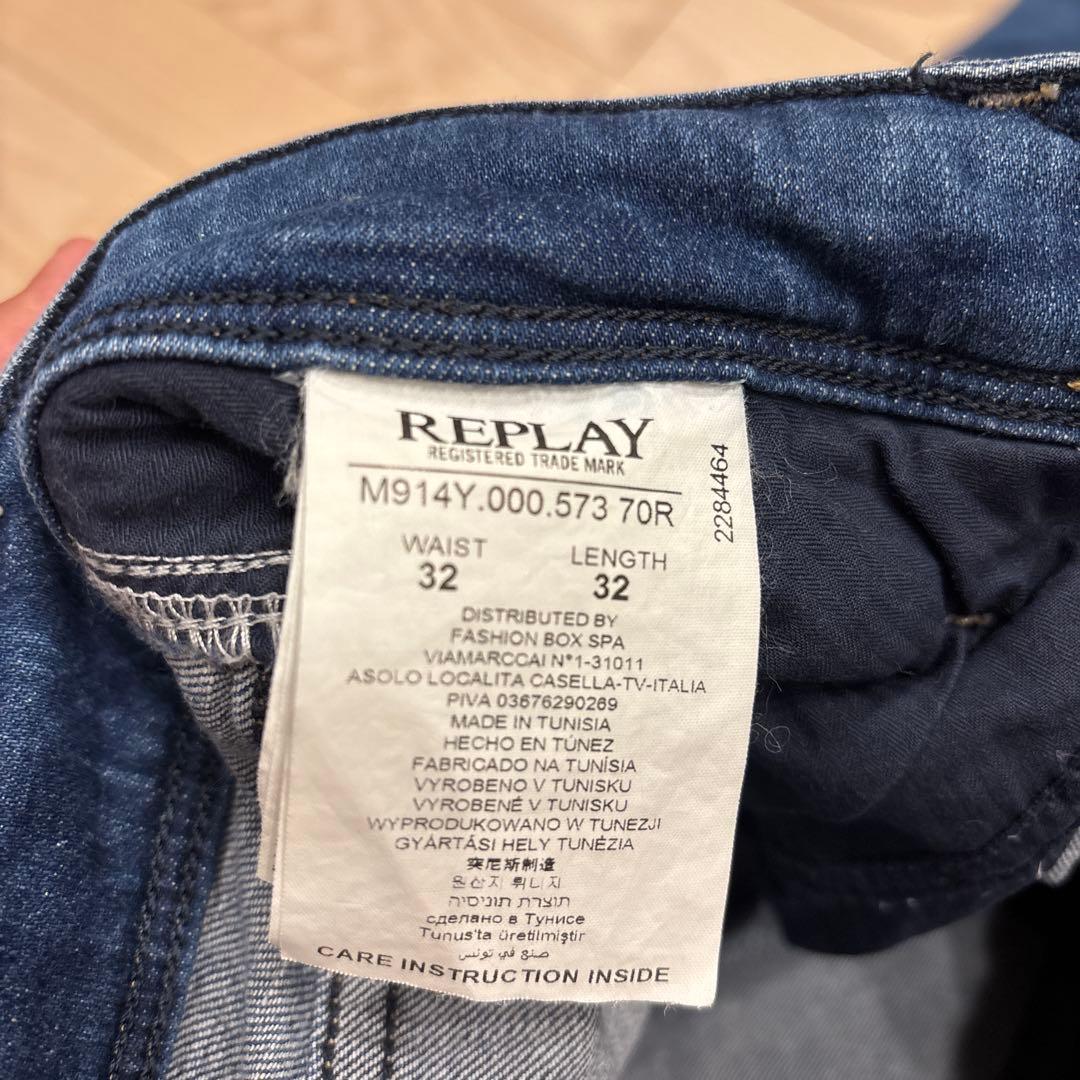 REPLAY
REGISTERED TRADE MARK
M914Y.000.573 70R
2284464
WAIST LENGTH
32 32
DISTRIBUTED BY
FASHION BOX SPA
VIAMARCCAI N°1-31011
ASOLO LOCALITA CASELLA-TV-ITALIA
PIVA 03676290269
MADE IN TUNISIA
HECHO EN TÚNEZ
FABRICADO NA TUNÍSIA
VYROBENO V TUNISKU
VYROBENÉ V TUNISKU
WYPRODUKOWANO W TUNEZJI
GYÁRTÁSI HELY TUNÉZIA
突尼斯制造
원산지 튀니지
תוצרת תוניסיה
сделано в Тунисе
Tunus'ta üretilmiştir
صنع في تونس
CARE INSTRUCTION INSIDE